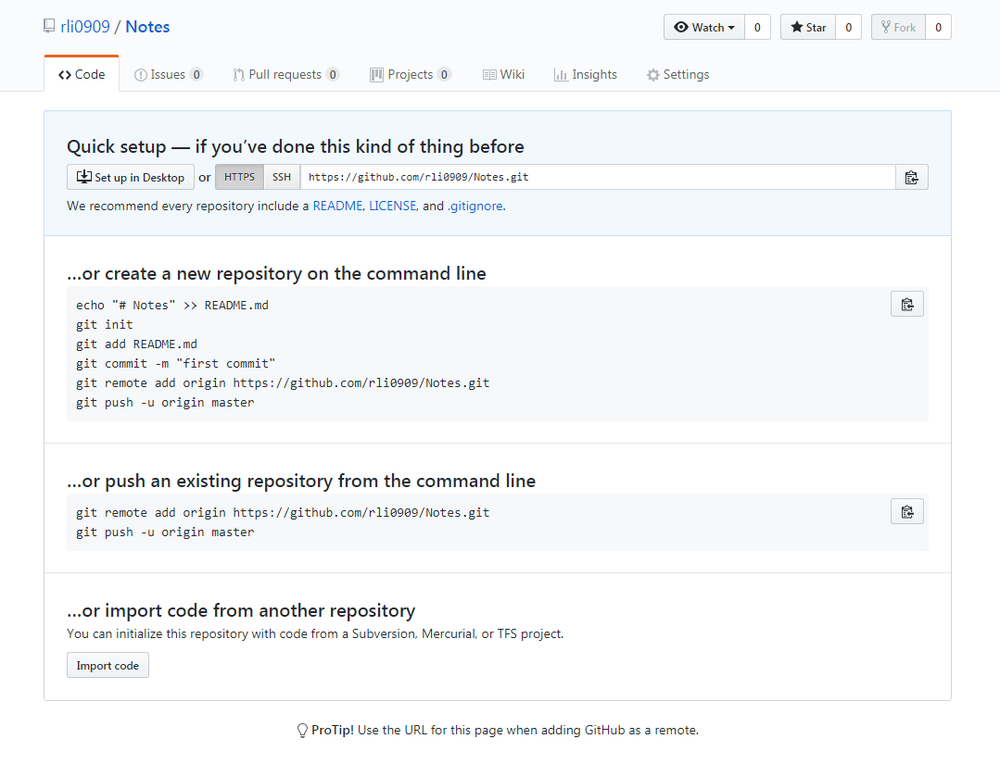 rli0909 / Notes
Watch 0 Star 0 Fork 0
Code Issues 0 Pull requests 0 Projects 0 Wiki Insights Settings
Quick setup — if you’ve done this kind of thing before
Set up in Desktop or HTTPS SSH https://github.com/rli0909/Notes.git
We recommend every repository include a README, LICENSE, and .gitignore.
…or create a new repository on the command line
echo "# Notes" >> README.md
git init
git add README.md
git commit -m "first commit"
git remote add origin https://github.com/rli0909/Notes.git
git push -u origin master
…or push an existing repository from the command line
git remote add origin https://github.com/rli0909/Notes.git
git push -u origin master
…or import code from another repository
You can initialize this repository with code from a Subversion, Mercurial, or TFS project.
Import code
ProTip! Use the URL for this page when adding GitHub as a remote.